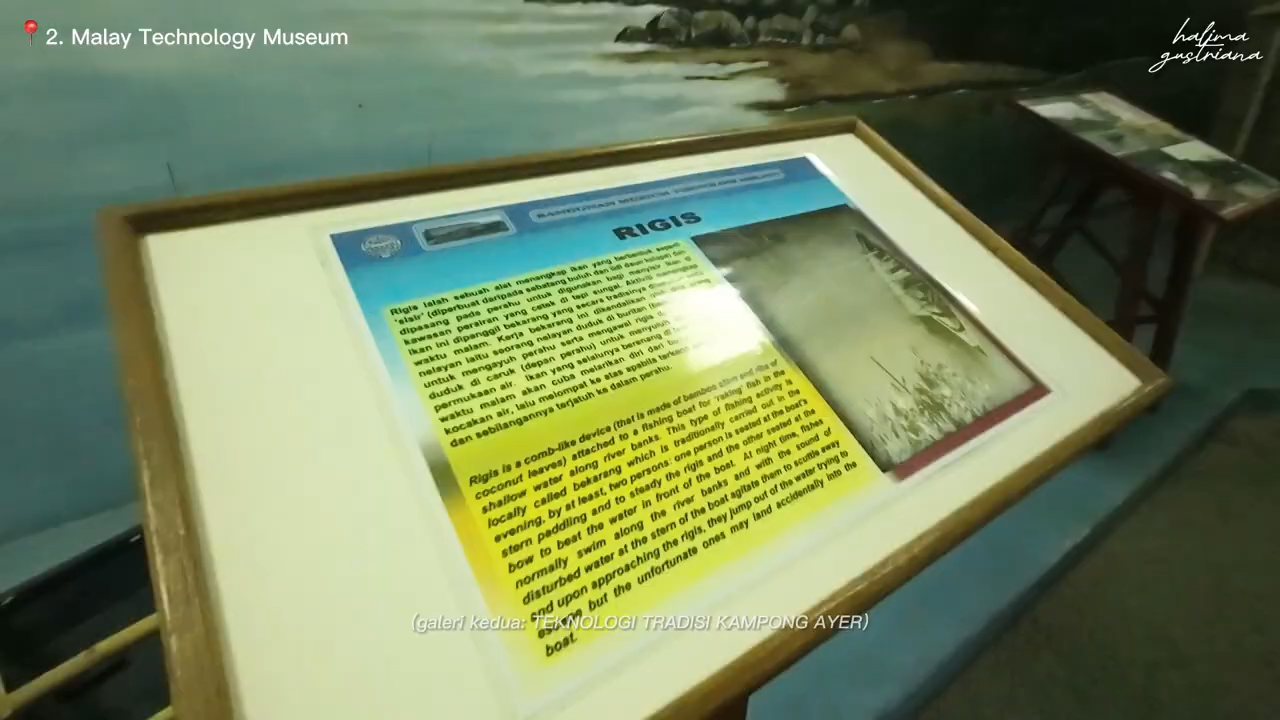 2. Malay Technology Museum
halima
gustriana
RIGIS
Rigis ialah sebuah alat menangkap ikan yang berbentuk seperti
'sisir' (diperbuat daripada sebatang buluh dan lidi daun kelapa) dan
dipasang pada perahu untuk digunakan bagi menyisir ikan
kawasan perairan yang cetek di tepi sungai. Aktiviti menangkap
ikan ini dipanggil bekarang yang secara tradisinya
waktu malam. Kerja bekarang ini dikendalikan
nelayan iaitu seorang nelayan duduk di buritan
untuk mengayuh perahu serta mengawal rigis
duduk di caruk (depan perahu) untuk
permukaan air. Ikan yang selalunya berenang di
waktu malam akan cuba melarikan diri dari
kocakan air, lalu melompat ke atas apabila
dan sebilangannya terjatuh ke dalam perahu.
Rigis is a comb-like device (that is made of bamboo stem and ribs of
coconut leaves) attached to a fishing boat for 'raking' fish in the
shallow water along river banks. This type of fishing activity is
locally called bekarang which is traditionally carried out in the
evening, by at least, two persons: one person is seated at the boat's
stern paddling and to steady the rigis and the other seated at the
bow to beat the water in front of the boat. At night time, fishes
normally swim along the river banks and with the sound of
disturbed water at the stern of the boat agitate them to scuttle away
and upon approaching the rigis, they jump out of the water trying to
escape but the unfortunate ones may land accidentally into the
boat.
(galeri kedua: TEKNOLOGI TRADISI KAMPONG AYER)